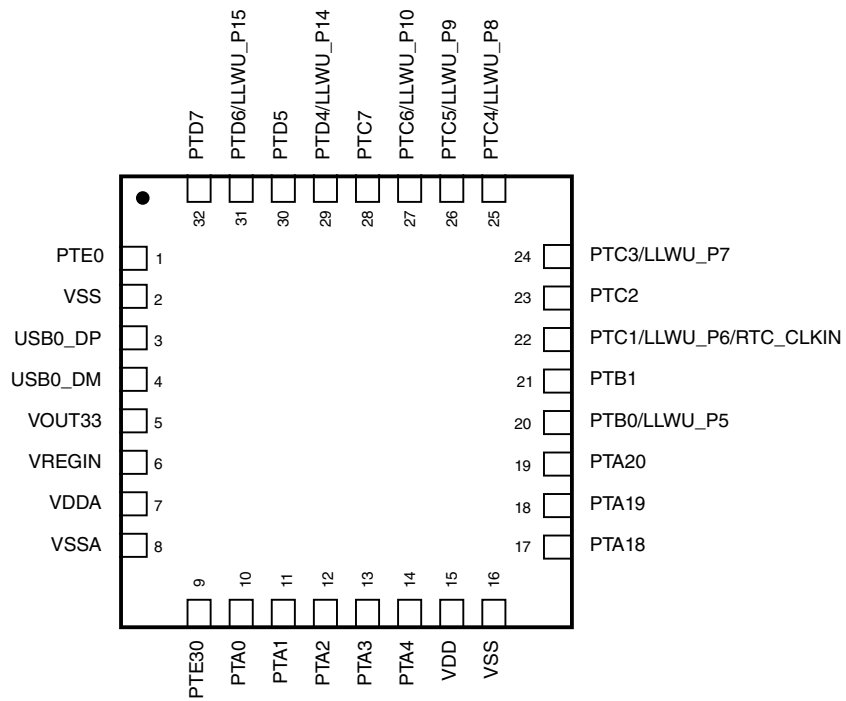 PTD7
PTD6/LLWU_P15
PTD5
PTD4/LLWU_P14
PTC7
PTC6/LLWU_P10
PTC5/LLWU_P9
PTC4/LLWU_P8
32
31
30
29
28
27
26
25
PTE0 1
VSS 2
USB0_DP 3
USB0_DM 4
VOUT33 5
VREGIN 6
VDDA 7
VSSA 8
24 PTC3/LLWU_P7
23 PTC2
22 PTC1/LLWU_P6/RTC_CLKIN
21 PTB1
20 PTB0/LLWU_P5
19 PTA20
18 PTA19
17 PTA18
9
10
11
12
13
14
15
16
PTE30
PTA0
PTA1
PTA2
PTA3
PTA4
VDD
VSS